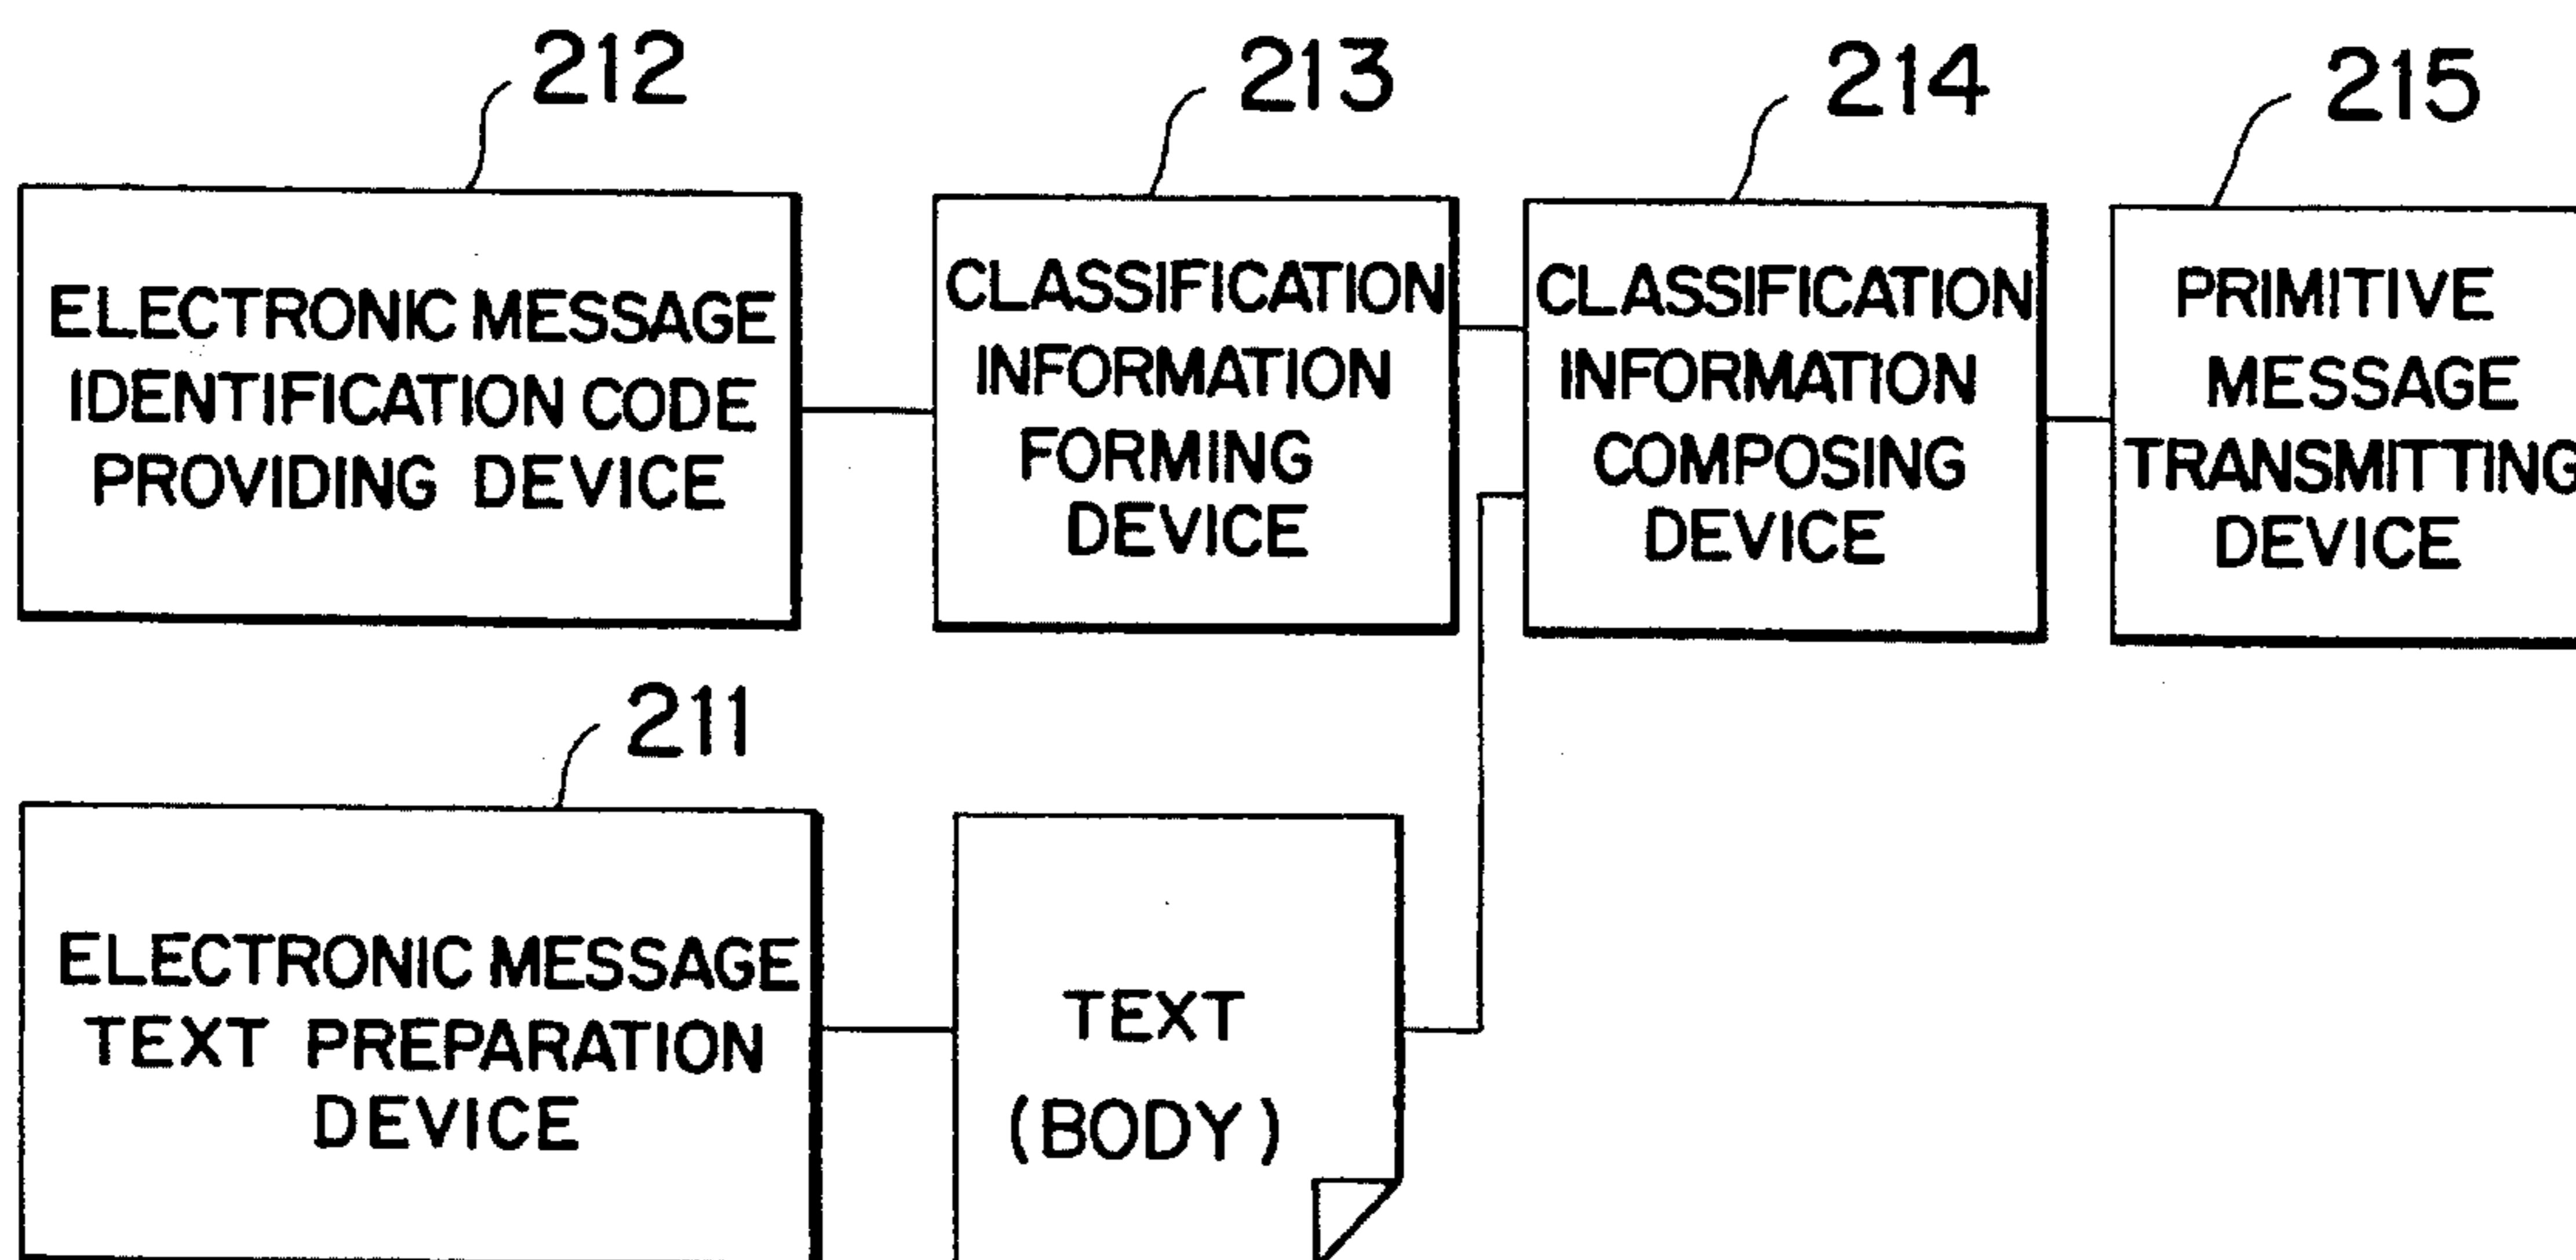 212
ELECTRONIC MESSAGE
IDENTIFICATION CODE
PROVIDING DEVICE
213
CLASSIFICATION
INFORMATION
FORMING
DEVICE
214
CLASSIFICATION
INFORMATION
COMPOSING
DEVICE
215
PRIMITIVE
MESSAGE
TRANSMITTING
DEVICE
211
ELECTRONIC MESSAGE
TEXT PREPARATION
DEVICE
TEXT
(BODY)